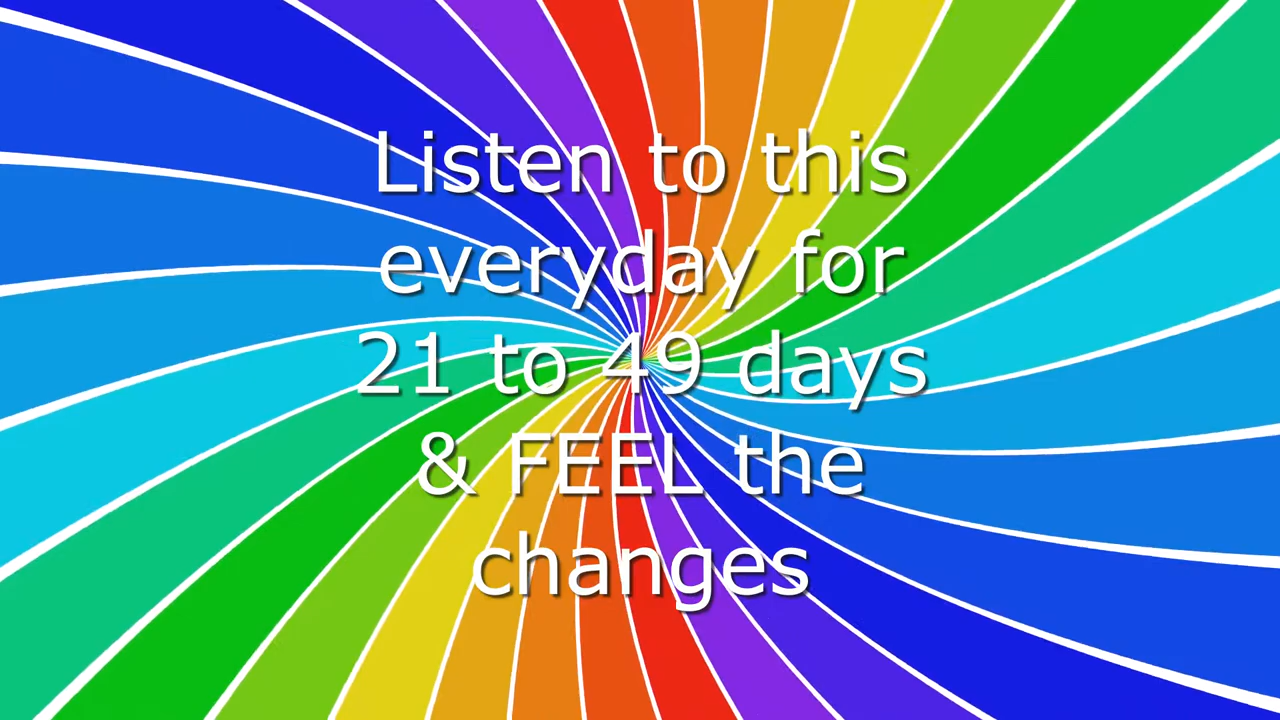 Listen to this
everyday for
21 to 49 days
& FEEL the
changes